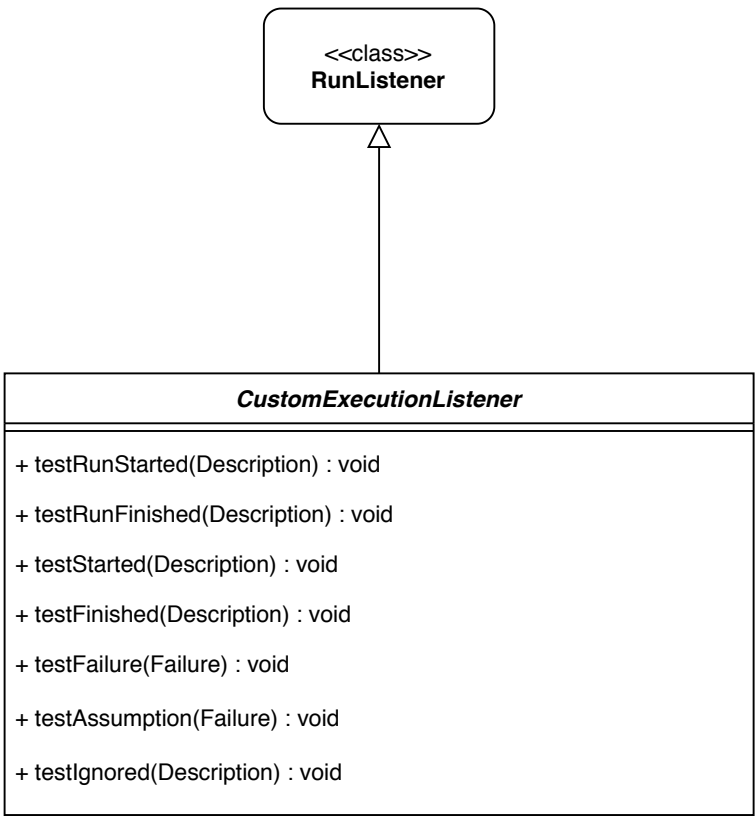 <<class>>
RunListener
CustomExecutionListener
+ testRunStarted(Description) : void
+ testRunFinished(Description) : void
+ testStarted(Description) : void
+ testFinished(Description) : void
+ testFailure(Failure) : void
+ testAssumption(Failure) : void
+ testIgnored(Description) : void